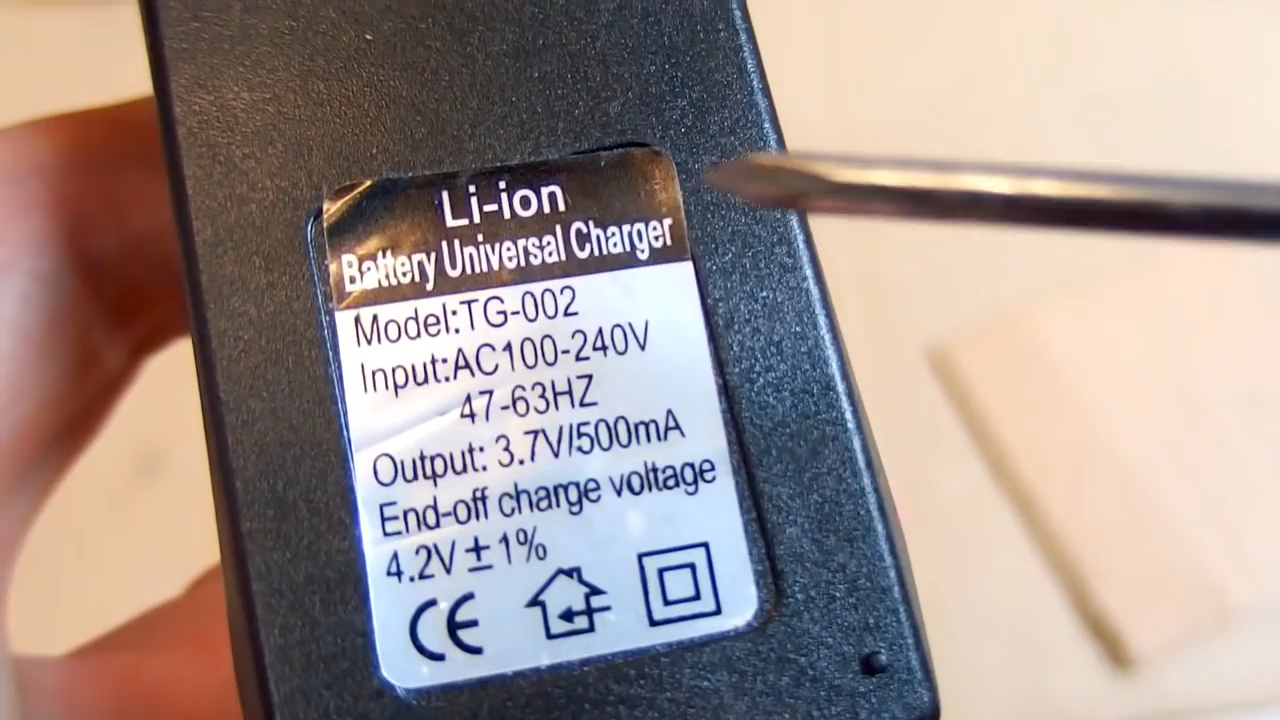 Li-ion
Battery Universal Charger
Model:TG-002
Input:AC100-240V
47-63HZ
Output: 3.7V/500mA
End-off charge voltage
4.2V±1%
CE